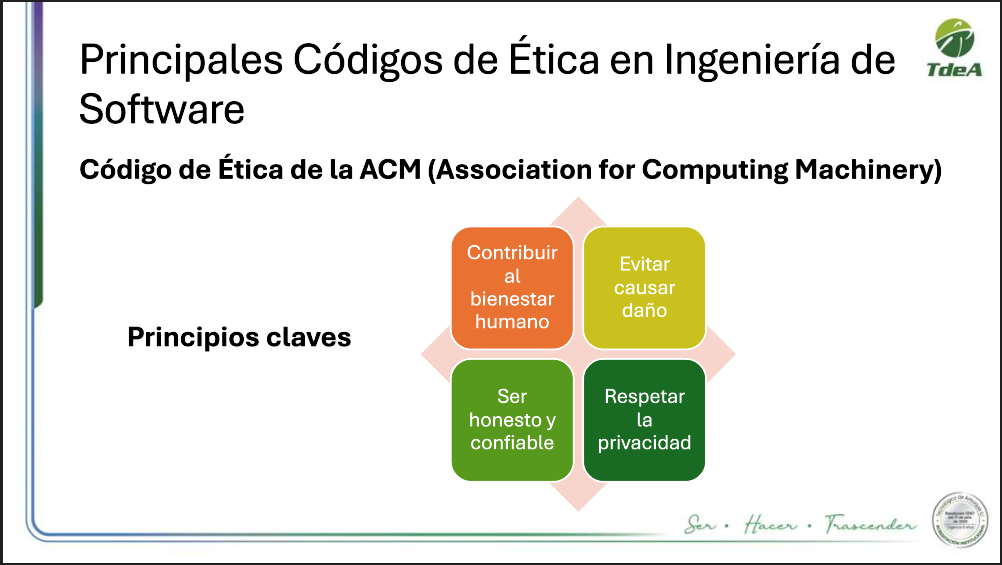 Principales Códigos de Ética en Ingeniería de
Software
TdeA
Código de Ética de la ACM (Association for Computing Machinery)
Principios claves
Contribuir
al
bienestar
humano
Evitar
causar
daño
Ser
honesto y
confiable
Respetar
la
privacidad
Ser • Hacer • Trascender